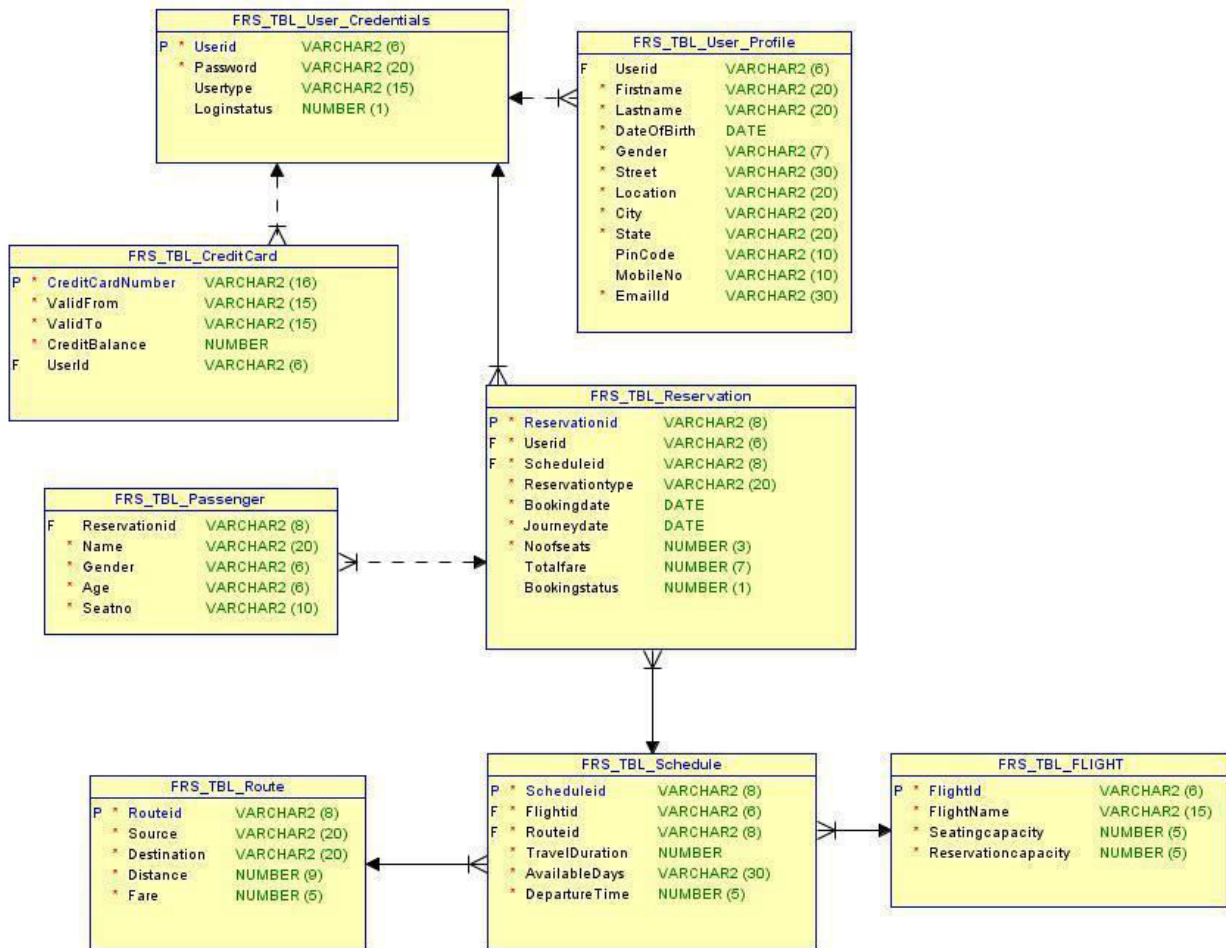 FRS_TBL_User_Credentials
P * Userid VARCHAR2 (6)
* Password VARCHAR2 (20)
Usertype VARCHAR2 (15)
Loginstatus NUMBER (1)
FRS_TBL_User_Profile
F Userid VARCHAR2 (6)
* Firstname VARCHAR2 (20)
* Lastname VARCHAR2 (20)
* DateOfBirth DATE
* Gender VARCHAR2 (7)
* Street VARCHAR2 (30)
* Location VARCHAR2 (20)
* City VARCHAR2 (20)
* State VARCHAR2 (20)
PinCode VARCHAR2 (10)
MobileNo VARCHAR2 (10)
* EmailId VARCHAR2 (30)
FRS_TBL_CreditCard
P * CreditCardNumber VARCHAR2 (16)
* ValidFrom VARCHAR2 (15)
* ValidTo VARCHAR2 (15)
* CreditBalance NUMBER
F UserId VARCHAR2 (6)
FRS_TBL_Reservation
P * Reservationid VARCHAR2 (8)
F * Userid VARCHAR2 (6)
F * Scheduleid VARCHAR2 (8)
* Reservationtype VARCHAR2 (20)
* Bookingdate DATE
* Journeydate DATE
* Noofseats NUMBER (3)
Totalfare NUMBER (7)
Bookingstatus NUMBER (1)
FRS_TBL_Passenger
F Reservationid VARCHAR2 (8)
* Name VARCHAR2 (20)
* Gender VARCHAR2 (6)
* Age VARCHAR2 (6)
* Seatno VARCHAR2 (10)
FRS_TBL_Route
P * Routeid VARCHAR2 (8)
* Source VARCHAR2 (20)
* Destination VARCHAR2 (20)
* Distance NUMBER (9)
* Fare NUMBER (5)
FRS_TBL_Schedule
P * Scheduleid VARCHAR2 (8)
F * Flightid VARCHAR2 (6)
F * Routeid VARCHAR2 (8)
* TravelDuration NUMBER
* AvailableDays VARCHAR2 (30)
* DepartureTime NUMBER (5)
FRS_TBL_FLIGHT
P * FlightId VARCHAR2 (6)
* FlightName VARCHAR2 (15)
* Seatingcapacity NUMBER (5)
* Reservationcapacity NUMBER (5)